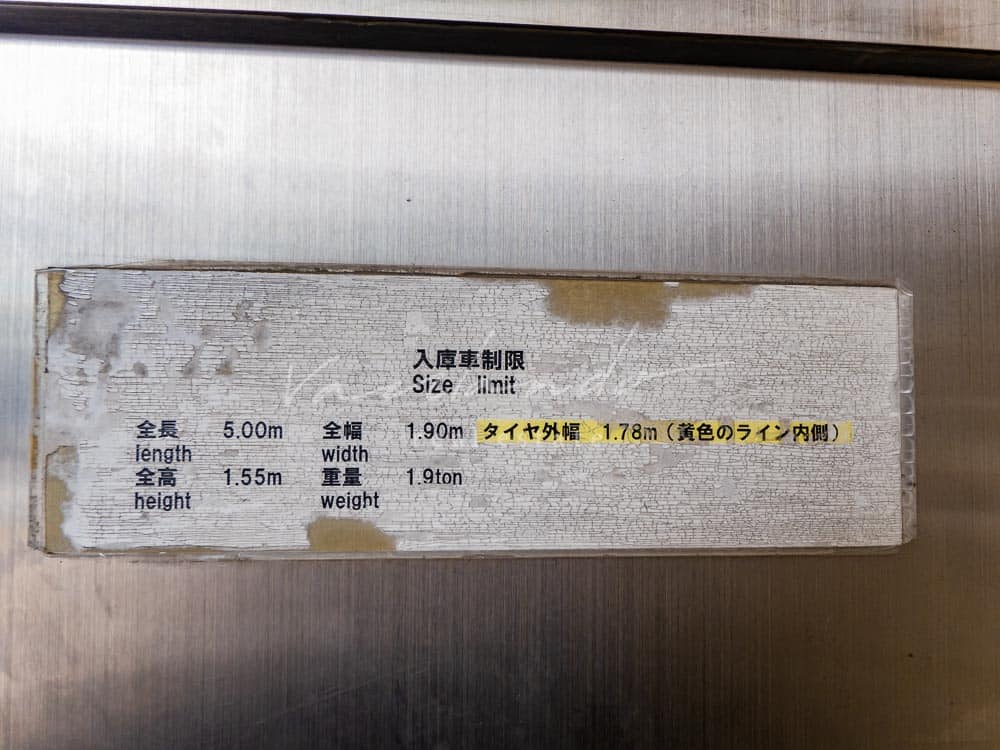 入庫車制限
Size limit
全長 5.00m 全幅 1.90m タイヤ外幅 1.78m（黄色のライン内側）
length width
全高 1.55m 重量 1.9ton
height weight